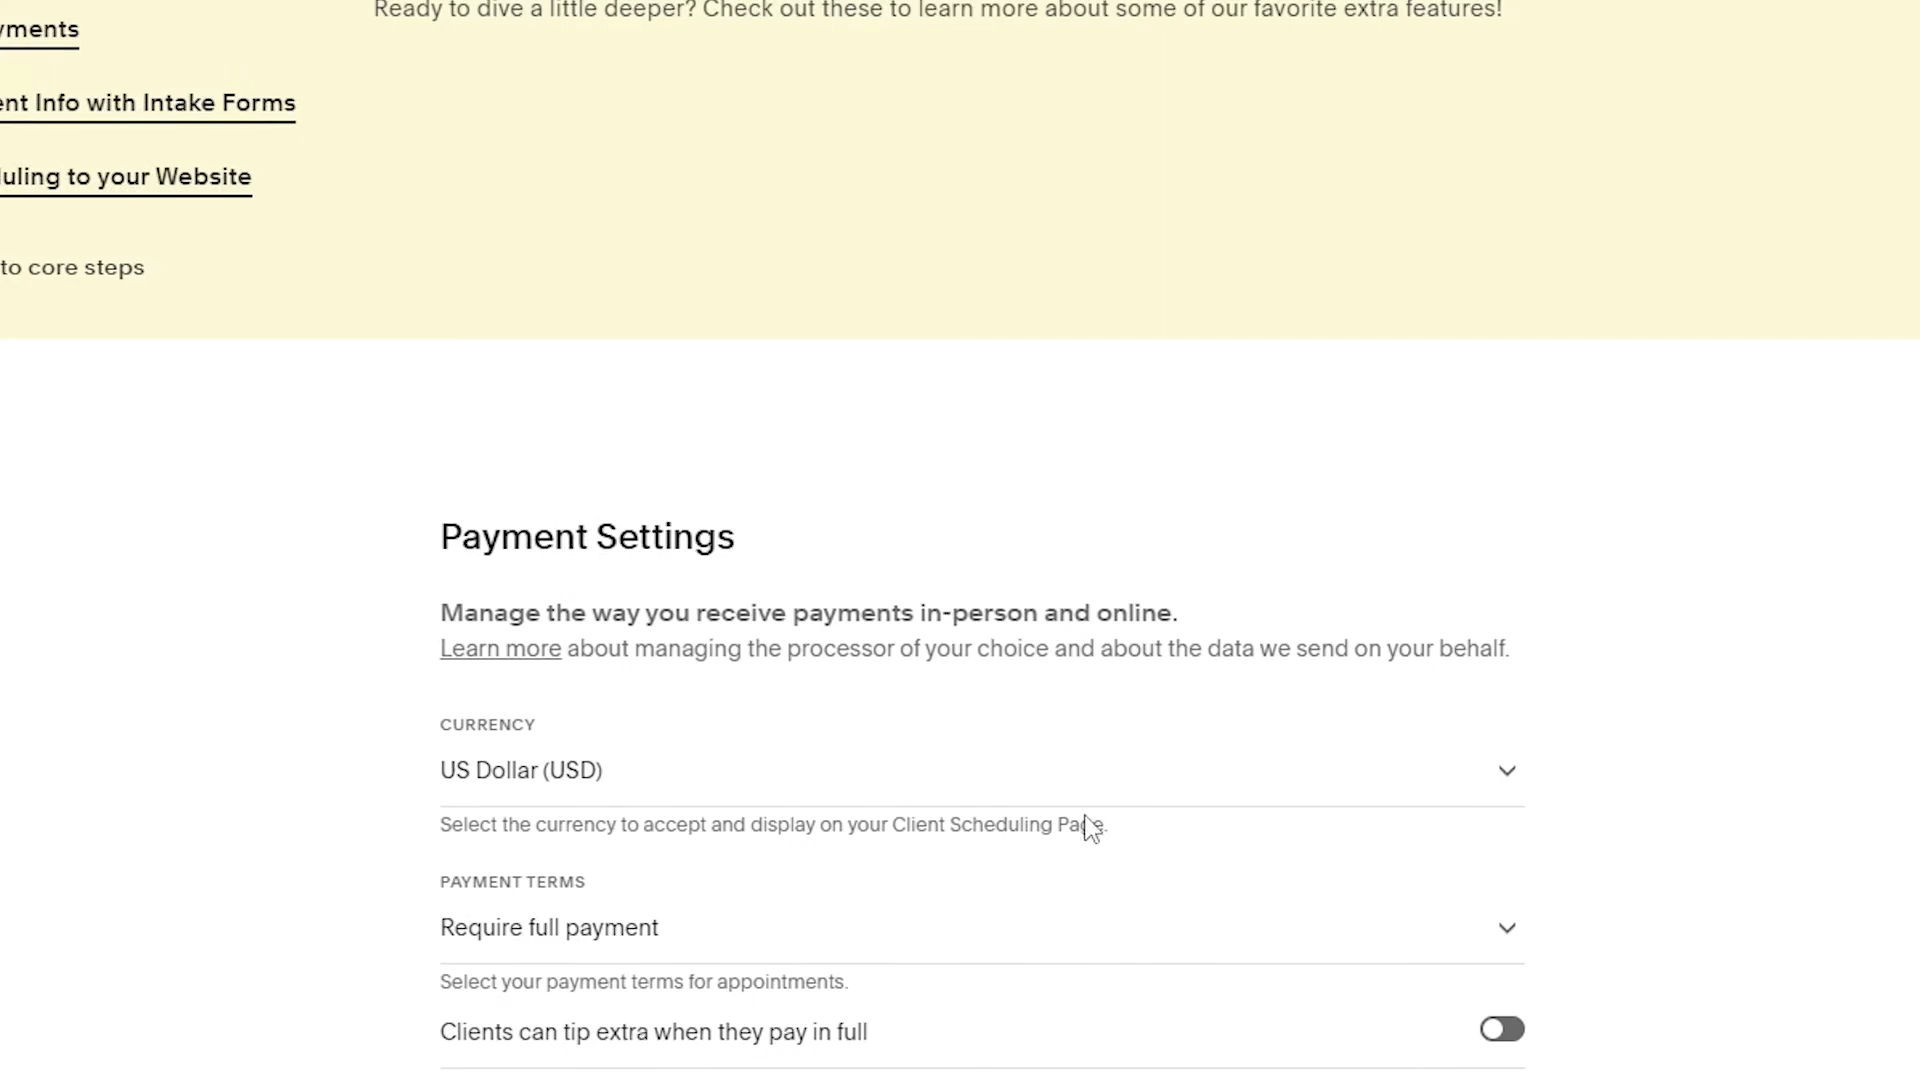 Ready to dive a little deeper? Check out these to learn more about some of our favorite extra features!
yments
ent Info with Intake Forms
uling to your Website
to core steps
Payment Settings
Manage the way you receive payments in-person and online.
Learn more about managing the processor of your choice and about the data we send on your behalf.
CURRENCY
US Dollar (USD)
Select the currency to accept and display on your Client Scheduling Page.
PAYMENT TERMS
Require full payment
Select your payment terms for appointments.
Clients can tip extra when they pay in full